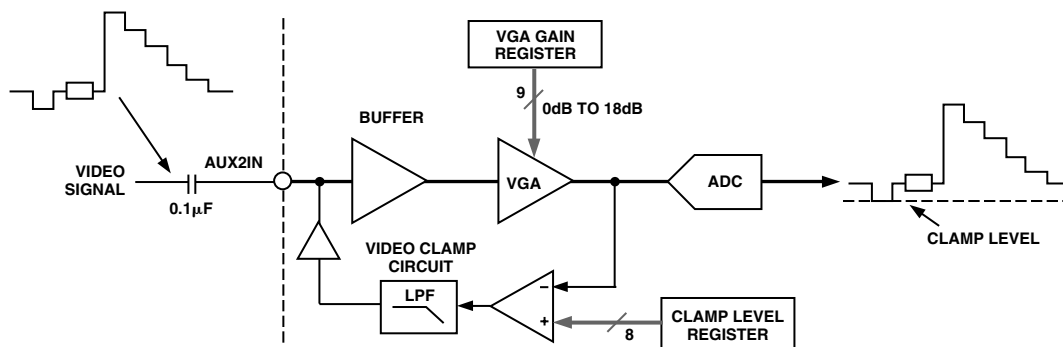 VGA GAIN
REGISTER
9
0dB TO 18dB
BUFFER
AUX2IN
VIDEO
SIGNAL
0.1µF
VGA
ADC
CLAMP LEVEL
VIDEO CLAMP
CIRCUIT
LPF
–
+
8
CLAMP LEVEL
REGISTER